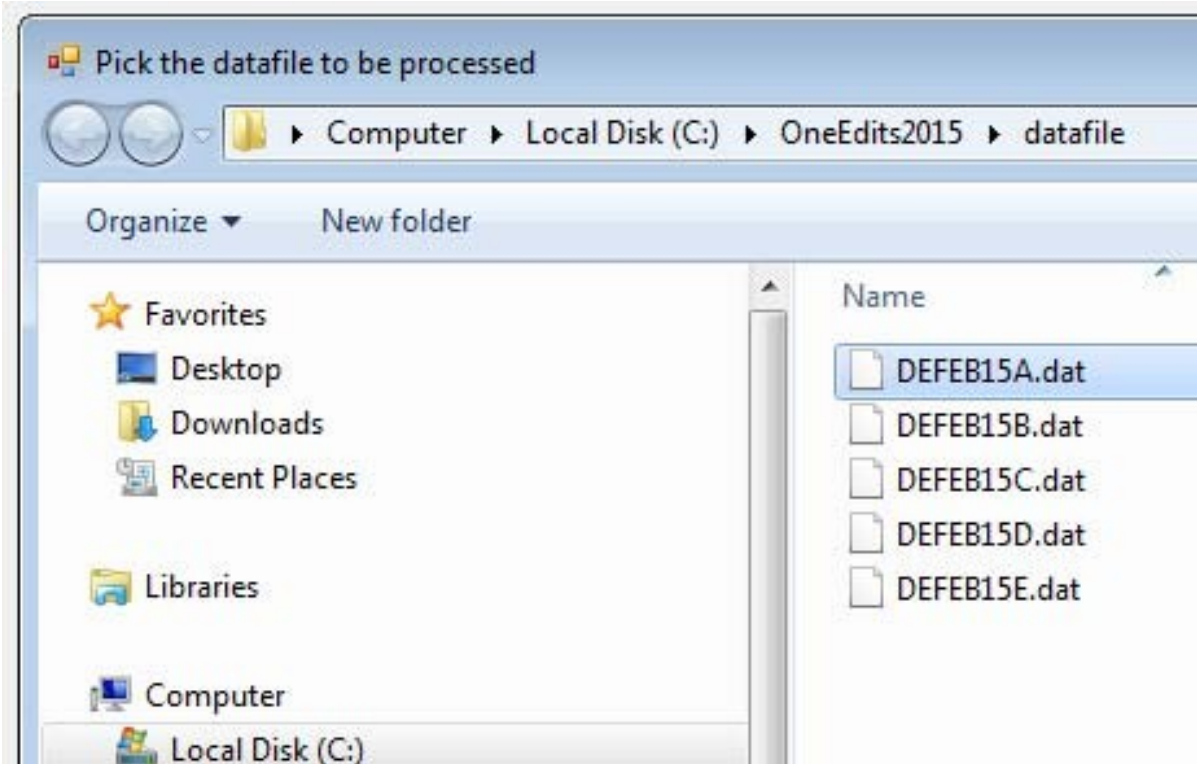 Pick the datafile to be processed
Computer Local Disk (C:) OneEdits2015 datafile
Organize New folder
Favorites
Desktop
Downloads
Recent Places
Libraries
Computer
Local Disk (C:)
Name
DEFEB15A.dat
DEFEB15B.dat
DEFEB15C.dat
DEFEB15D.dat
DEFEB15E.dat